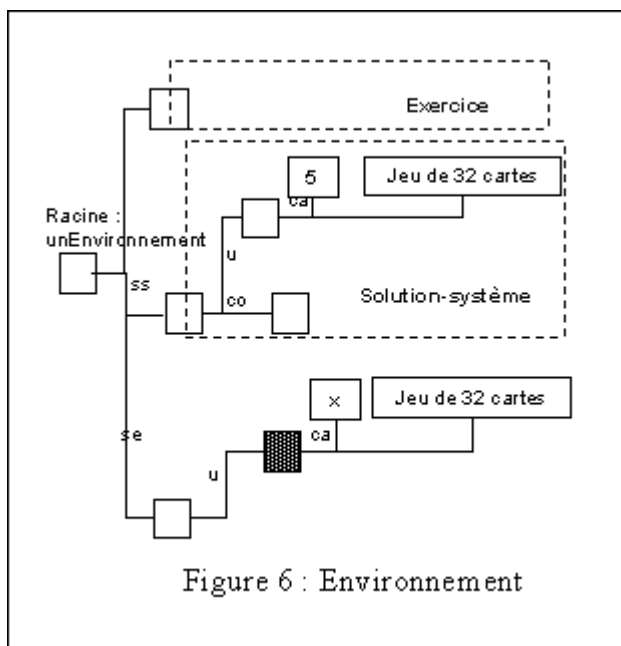 Exercice
5
Jeu de 32 cartes
ca
Racine :
unEnvironnement
u
ss
co
Solution-système
x
Jeu de 32 cartes
ca
se
u
Figure 6 : Environnement